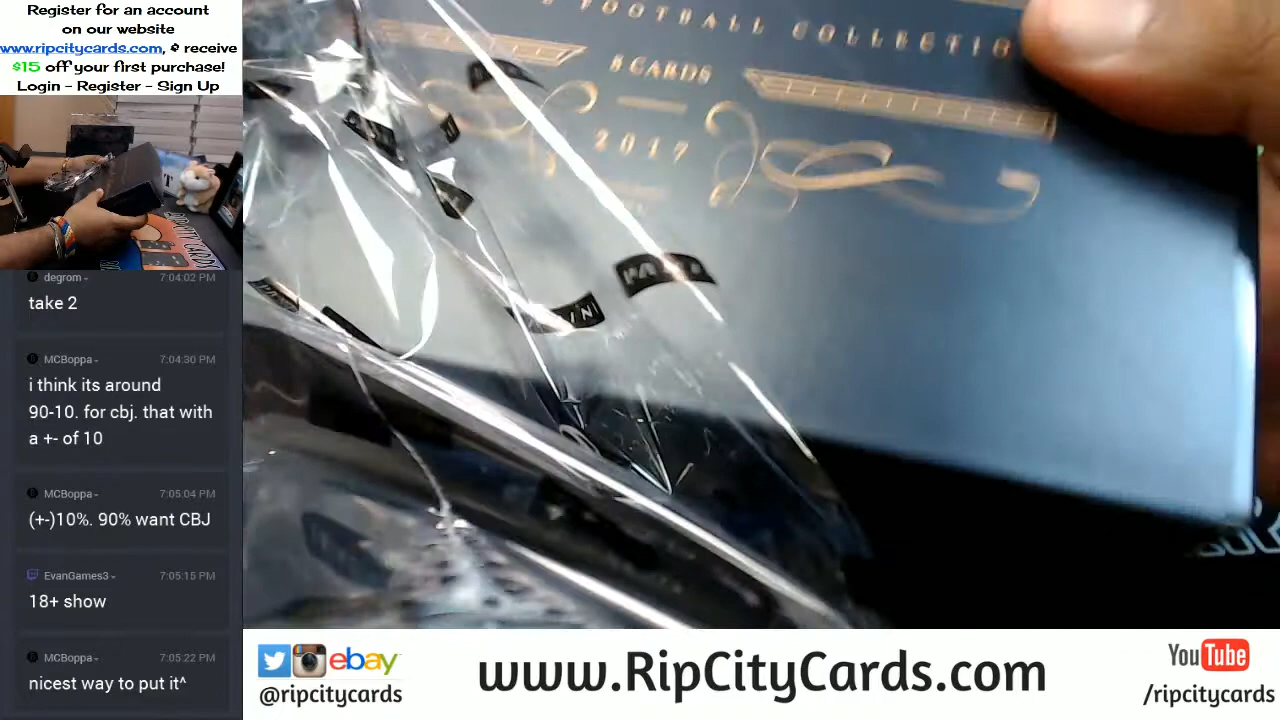 Register for an account
on our website
www.ripcitycards.com, & receive
$15 off your first purchase!
Login - Register - Sign Up
degrom
7:04:02 PM
take 2
MCBoppa
7:04:30 PM
i think its around
90-10. for cbj. that with
a +- of 10
MCBoppa
7:05:04 PM
(+-)10%. 90% want CBJ
EvanGames3
7:05:15 PM
18+ show
MCBoppa
7:05:22 PM
nicest way to put it^
FOOTBALL COLLECTIO
8 CARDS
2017
ebay
@ripcitycards
www.RipCityCards.com
YouTube
/ripcitycards